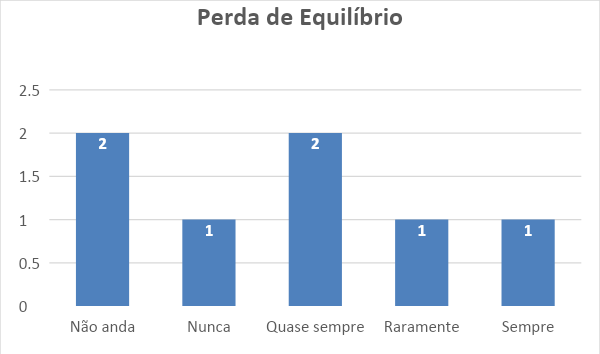 Perda de Equilíbrio
2.5
2
1.5
1
0.5
0
2
1
2
1
1
Não anda
Nunca
Quase sempre
Raramente
Sempre